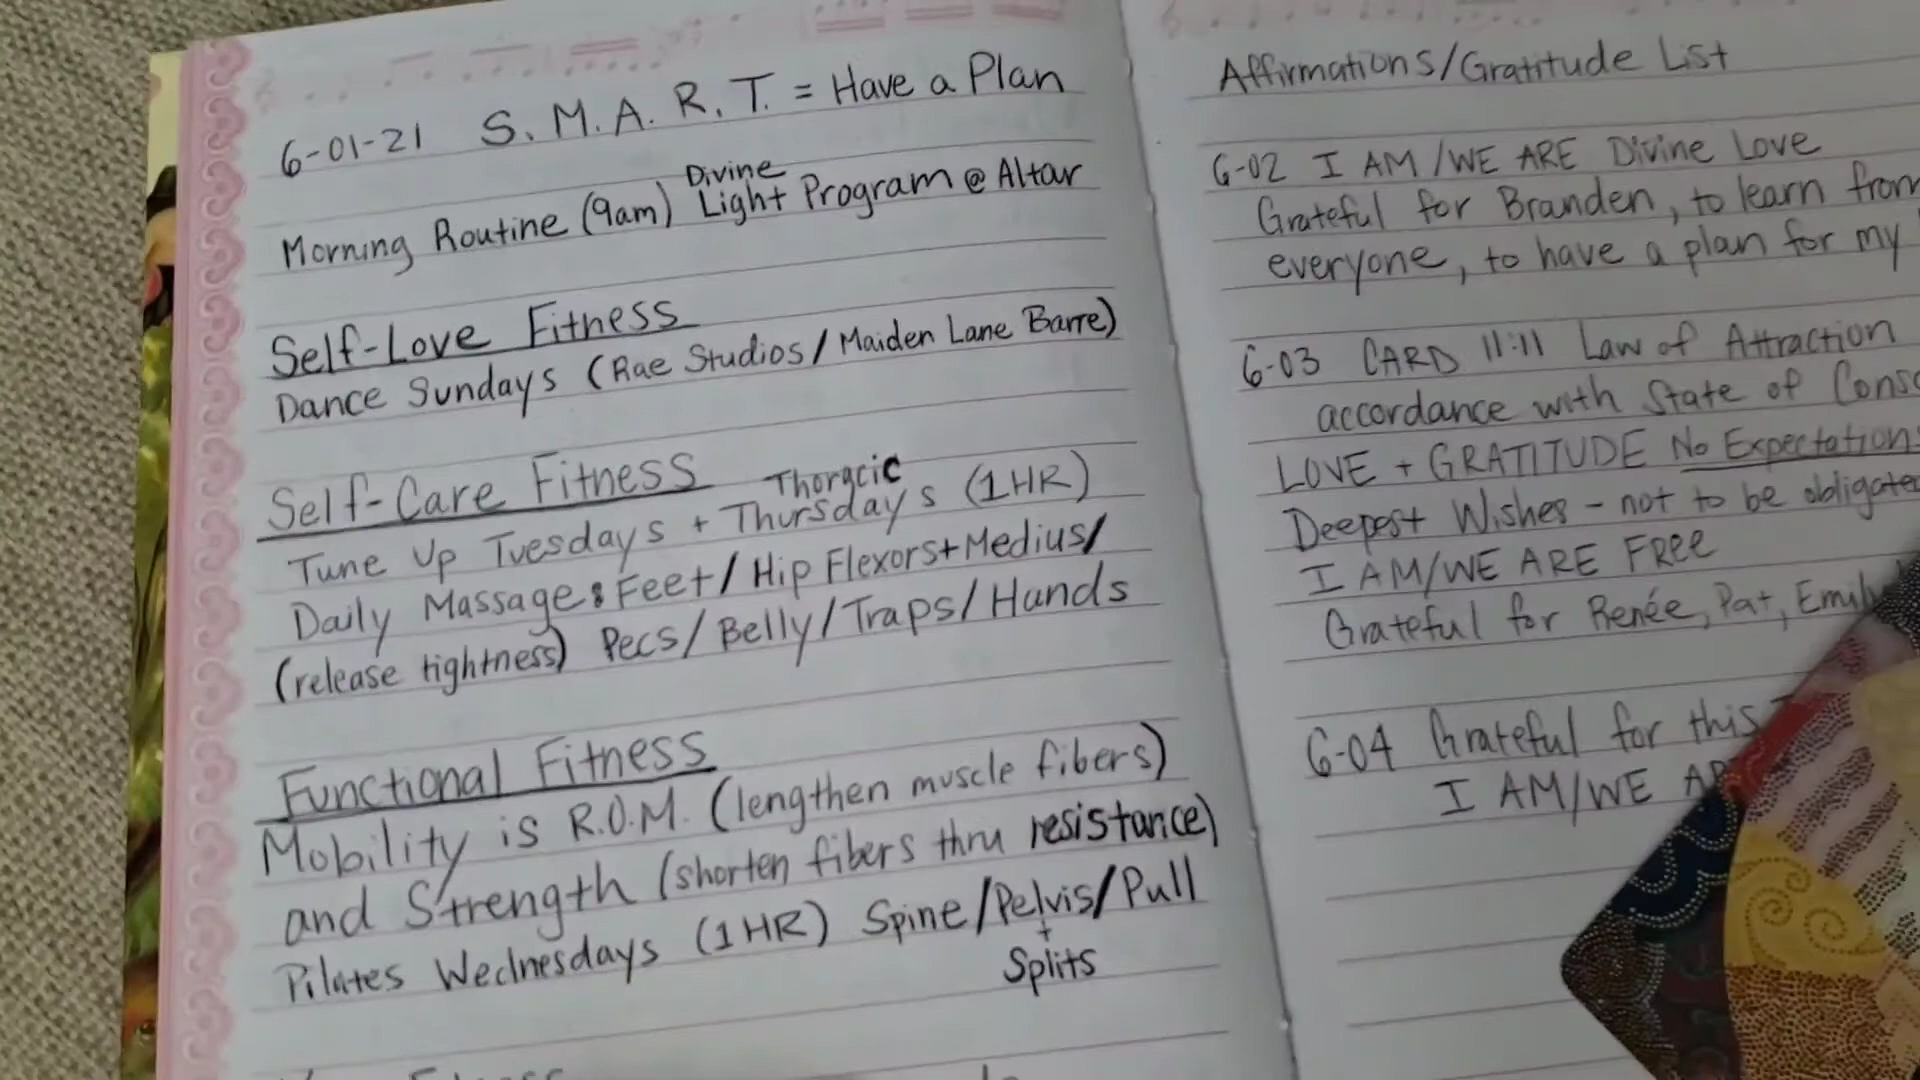 6-01-21 S. M. A. R. T. = Have a Plan
Morning Routine (9am) Divine Light Program @ Altar
Self-Love Fitness
Dance Sundays (Rae Studios / Maiden Lane Barre)
Self-Care Fitness
Tune Up Tuesdays + Thoracic Thursdays (1HR)
Daily Massage: Feet / Hip Flexors + Medius /
(release tightness) Pecs / Belly / Traps / Hands
Functional Fitness
Mobility is R.O.M. (lengthen muscle fibers)
and Strength (shorten fibers thru resistance)
Pilates Wednesdays (1HR) Spine / Pelvis / Pull
+
Splits
Fitness
Affirmations/Gratitude List
6-02 I AM / WE ARE Divine Love
Grateful for Branden, to learn from
everyone, to have a plan for my
6-03 CARD 11:11 Law of Attraction
accordance with State of
LOVE + GRATITUDE No Expectations
Deepest Wishes - not to be obligated
I AM/WE ARE FREE
Grateful for Renée, Pat, Emily
6-04 Grateful for this
I AM/WE